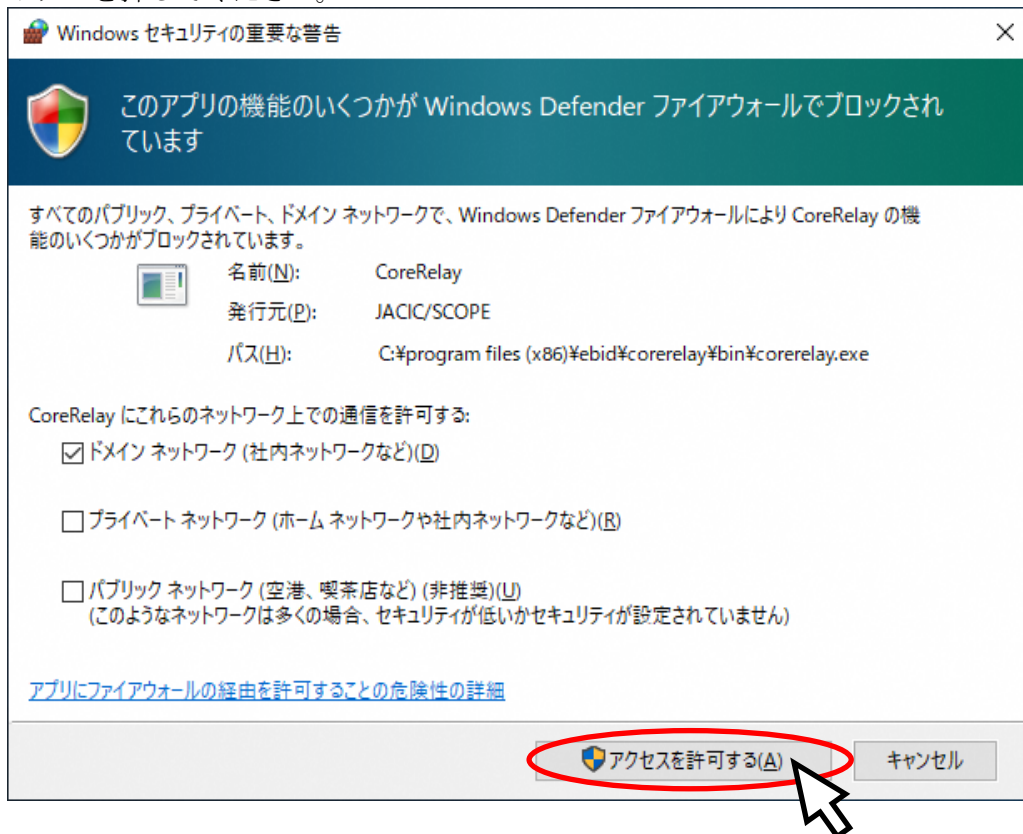 Windows セキュリティの重要な警告
このアプリの機能のいくつかが Windows Defender ファイアウォールでブロックされ
ています
すべてのパブリック、プライベート、ドメイン ネットワークで、Windows Defender ファイアウォールにより CoreRelay の機
能のいくつかがブロックされています。
名前(N): CoreRelay
発行元(P): JACIC/SCOPE
パス(H): C:¥program files (x86)¥ebid¥corerelay¥bin¥corerelay.exe
CoreRelay にこれらのネットワーク上での通信を許可する:
ドメイン ネットワーク (社内ネットワークなど)(D)
プライベート ネットワーク (ホーム ネットワークや社内ネットワークなど)(R)
パブリック ネットワーク (空港、喫茶店など) (非推奨)(U)
(このようなネットワークは多くの場合、セキュリティが低いかセキュリティが設定されていません)
アプリにファイアウォールの経由を許可することの危険性の詳細
アクセスを許可する(A) キャンセル